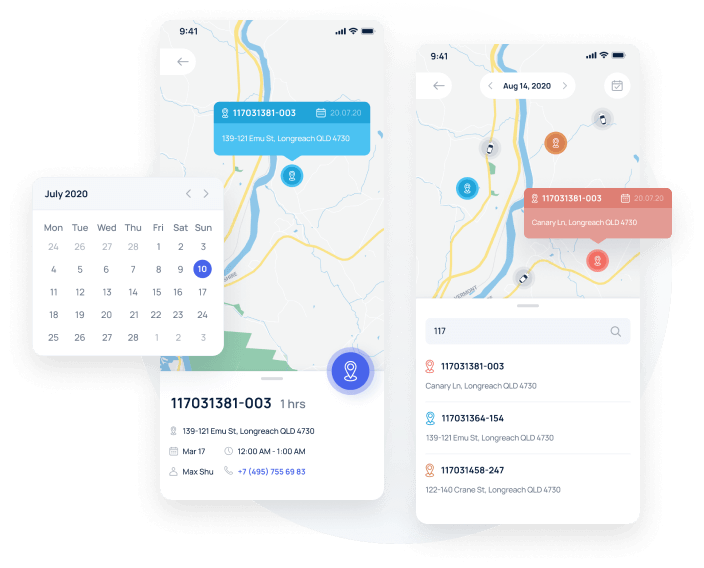 July 2020
Mon Tue Wed Thu Fri Sat Sun
24 26 27 28 1 2 3
4 5 6 7 8 9 10
11 12 13 14 15 16 17
18 19 20 21 22 23 24
25 26 27 28 1 2 3
9:41
117031381-003 20.07.20
139-121 Emu St, Longreach QLD 4730
117031381-003 1 hrs
139-121 Emu St, Longreach QLD 4730
Mar 17 12:00 AM - 1:00 AM
Max Shu +7 (495) 755 69 83
9:41
Aug 14, 2020
117031381-003 20.07.20
Canary Ln, Longreach QLD 4730
VERMONT
117
117031381-003
Canary Ln, Longreach QLD 4730
117031364-154
139-121 Emu St, Longreach QLD 4730
117031458-247
122-140 Crane St, Longreach QLD 4730